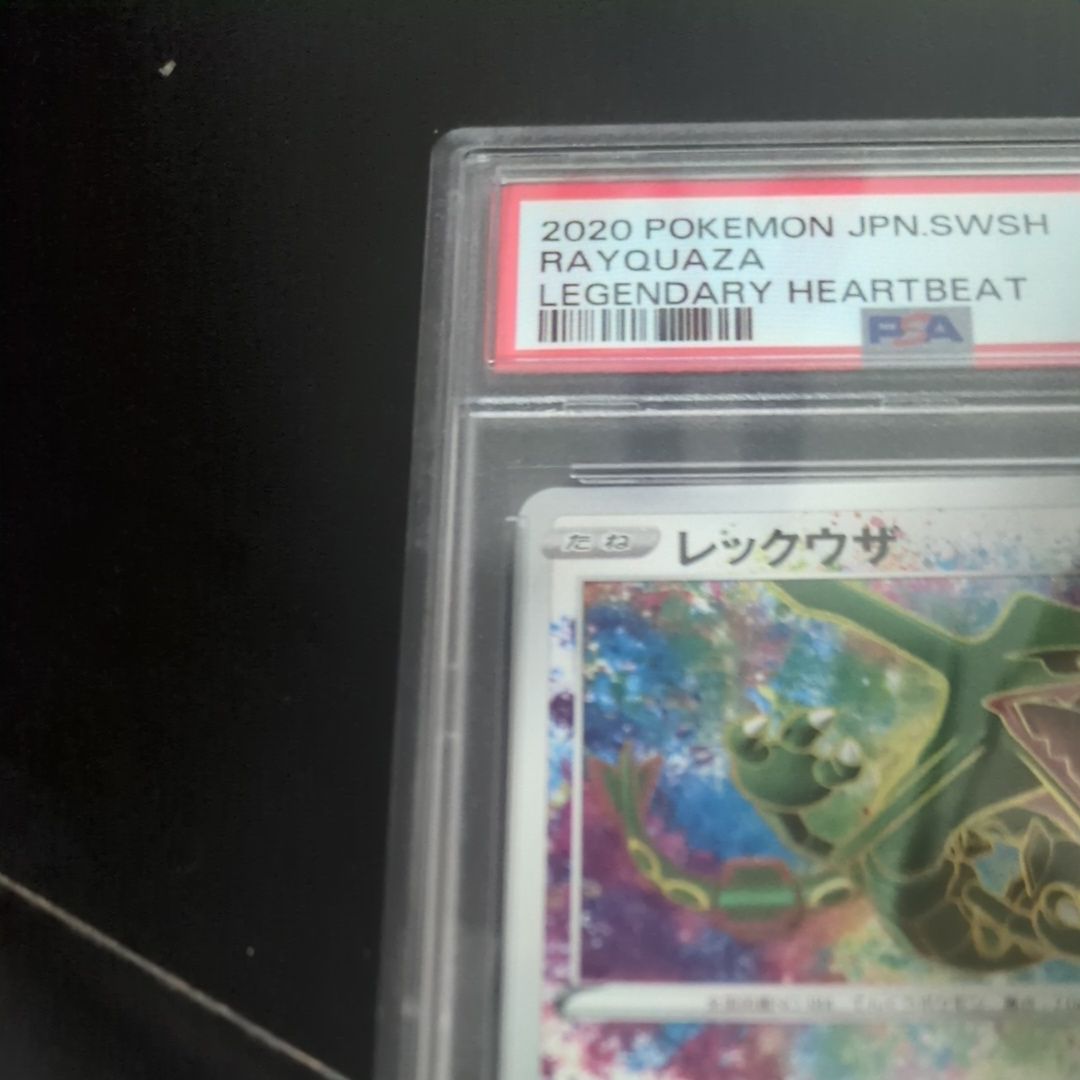 2020 POKEMON JPN.SWSH
RAYQUAZA
LEGENDARY HEARTBEAT
PSA
たね レックウザ